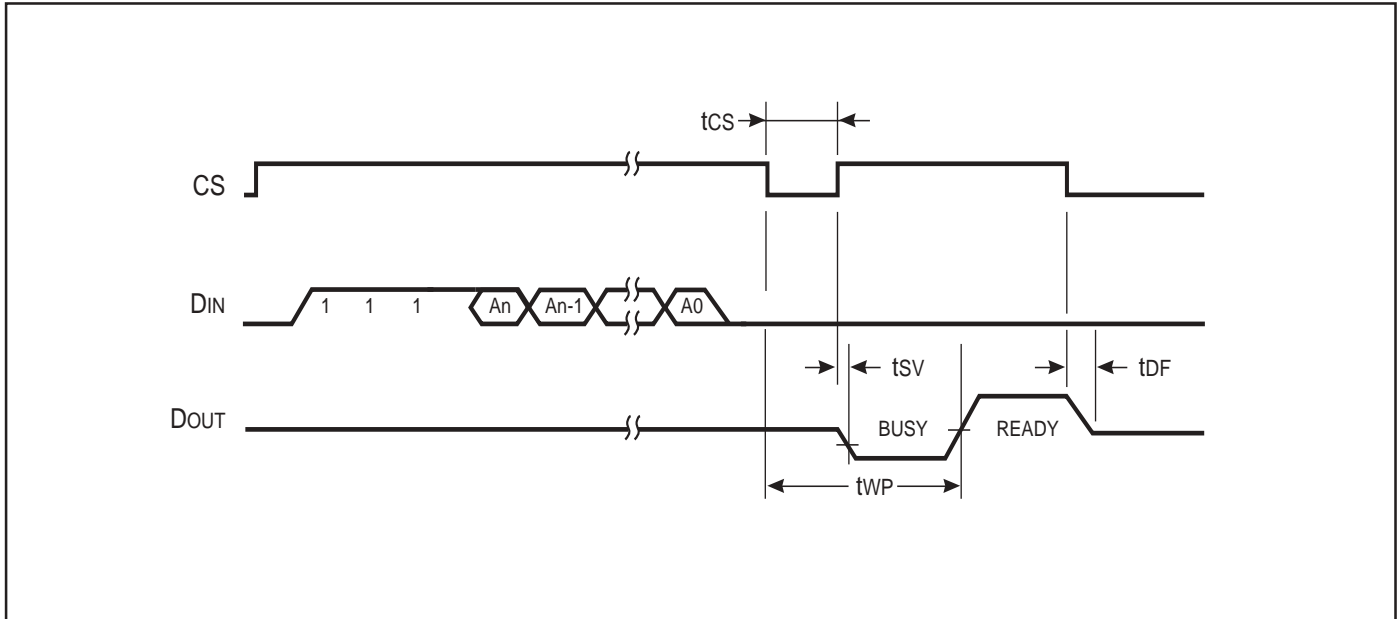 tCS
CS
DIN
1 1 1 An An-1 A0
tSV
tDF
DOUT
BUSY
READY
tWP